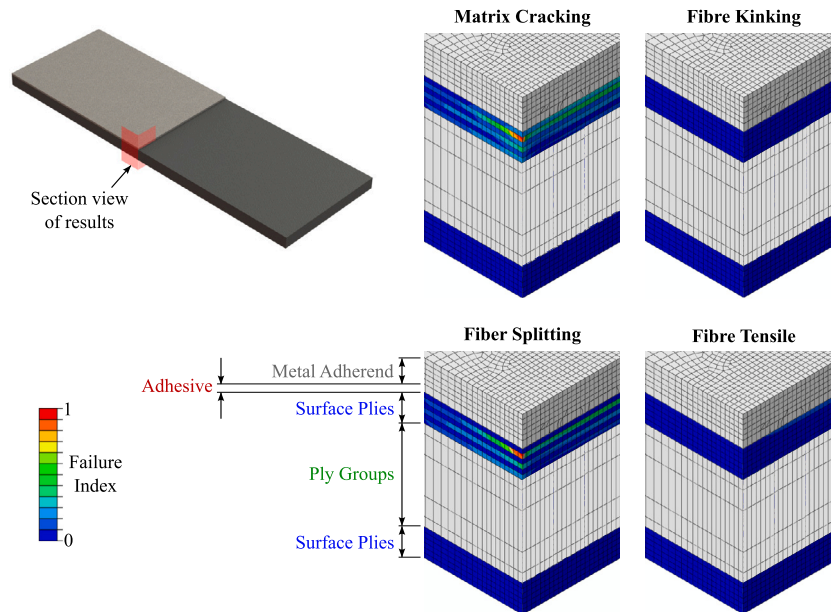 Matrix Cracking
Fibre Kinking
Section view
of results
Fiber Splitting
Fibre Tensile
Metal Adherend
Adhesive
Surface Plies
1
Failure
Index
0
Ply Groups
Surface Plies